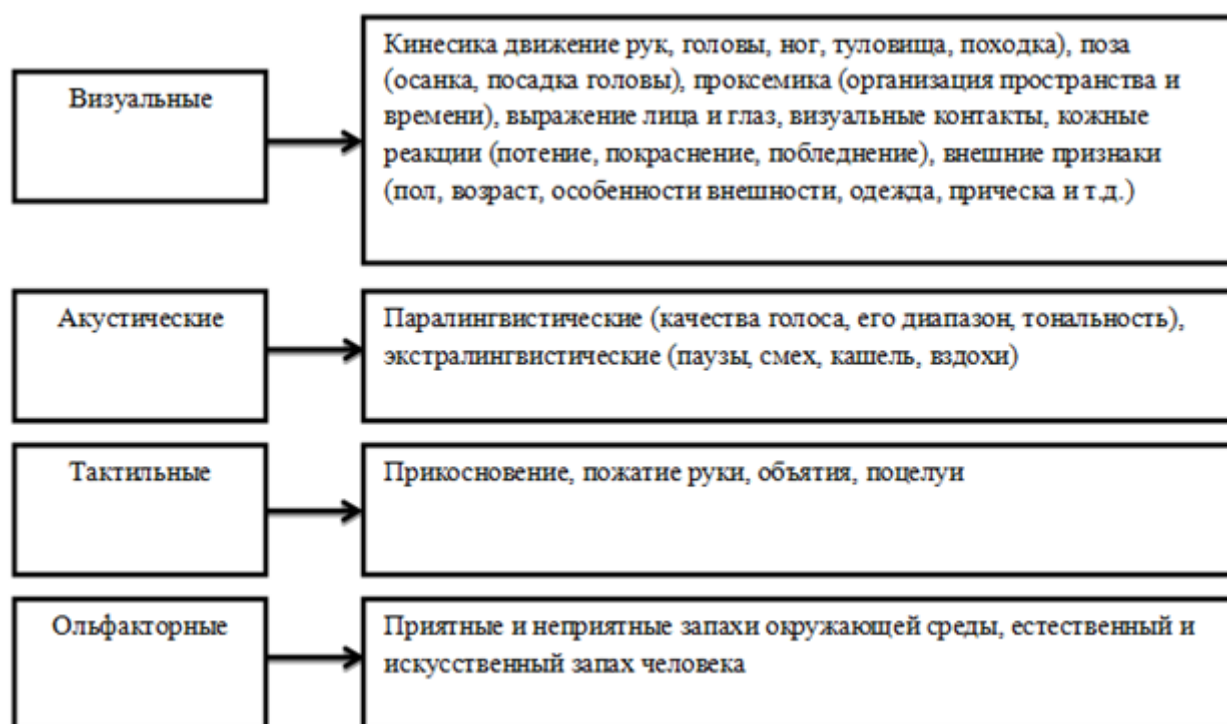 Визуальные
Кинесика движение рук, головы, ног, туловища, походка), поза
(осанка, посадка головы), проксемика (организация пространства и
времени), выражение лица и глаз, визуальные контакты, кожные
реакции (потение, покраснение, побледнение), внешние признаки
(пол, возраст, особенности внешности, одежда, прическа и т.д.)
Акустические
Паралингвистические (качества голоса, его диапазон, тональность),
экстралингвистические (паузы, смех, кашель, вздохи)
Тактильные
Прикосновение, пожатие руки, объятия, поцелуи
Ольфакторные
Приятные и неприятные запахи окружающей среды, естественный и
искусственный запах человека